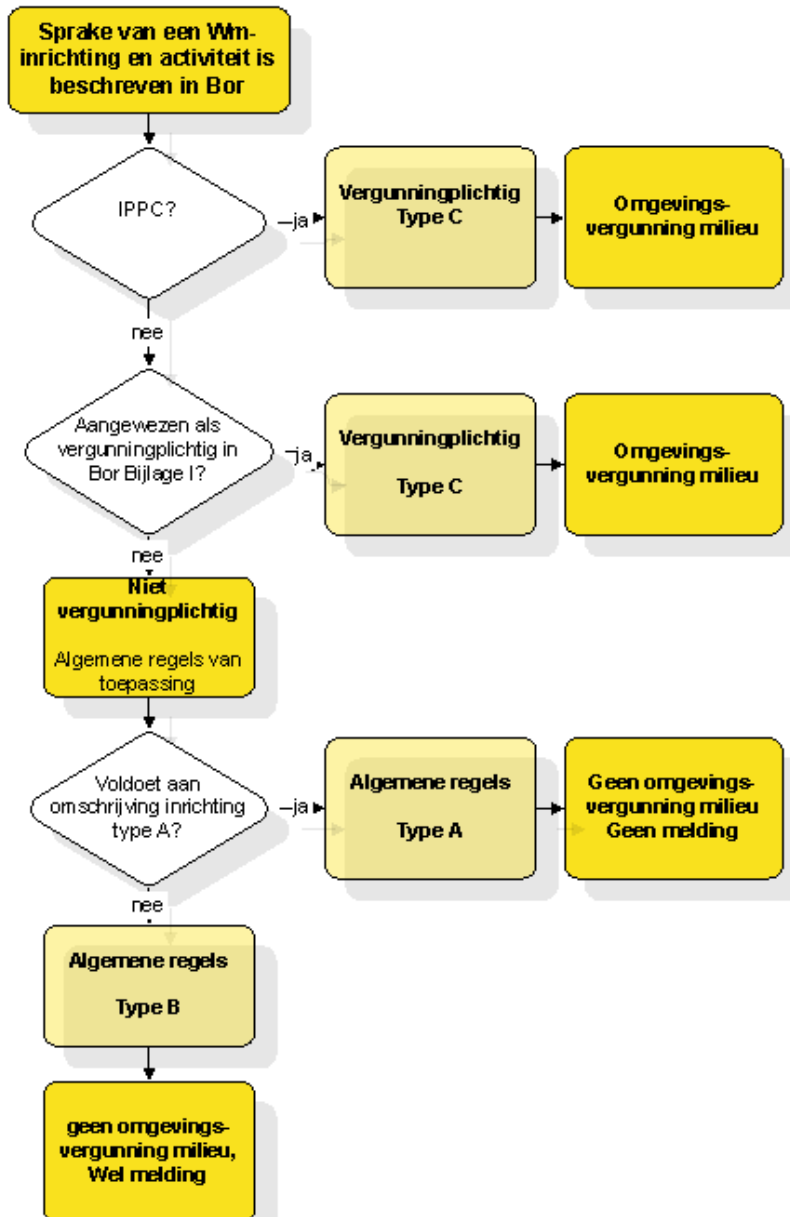 Sprake van een Wm-
inrichting en activiteit is
beschreven in Bor
IPPC?
ja
Vergunningplichtig
Type C
Omgevings-
vergunning milieu
nee
Aangewezen als
vergunningplichtig in
Bor Bijlage I?
ja
Vergunningplichtig
Type C
Omgevings-
vergunning milieu
nee
Niet
vergunningplichtig
Algemene regels van
toepassing
Voldoet aan
omschrijving inrichting
type A?
ja
Algemene regels
Type A
Geen omgevings-
vergunning milieu
Geen melding
nee
Algemene regels
Type B
geen omgevings-
vergunning milieu,
Wel melding